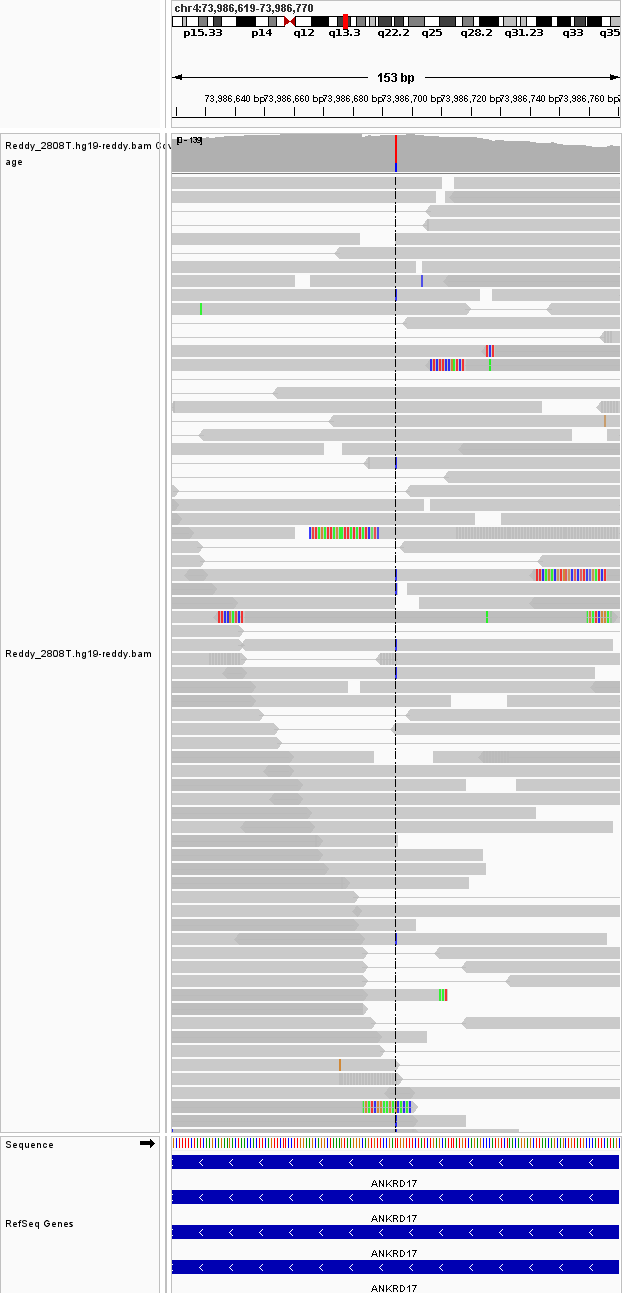 chr4:73,986,619-73,986,770
p15.33 p14 q12 q13.3 q22.2 q25 q28.2 q31.23 q33 q35
153 bp
73,986,640 bp 73,986,660 bp 73,986,680 bp 73,986,700 bp 73,986,720 bp 73,986,740 bp 73,986,760 bp
[0 - 139]
Reddy_2808T.hg19-reddy.bam Cov
age
Reddy_2808T.hg19-reddy.bam
Sequence
ANKRD17
ANKRD17
RefSeq Genes
ANKRD17
ANKRD17